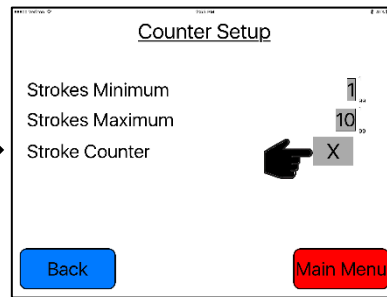 Counter Setup
Strokes Minimum 1
Strokes Maximum 10
Stroke Counter X
Back Main Menu